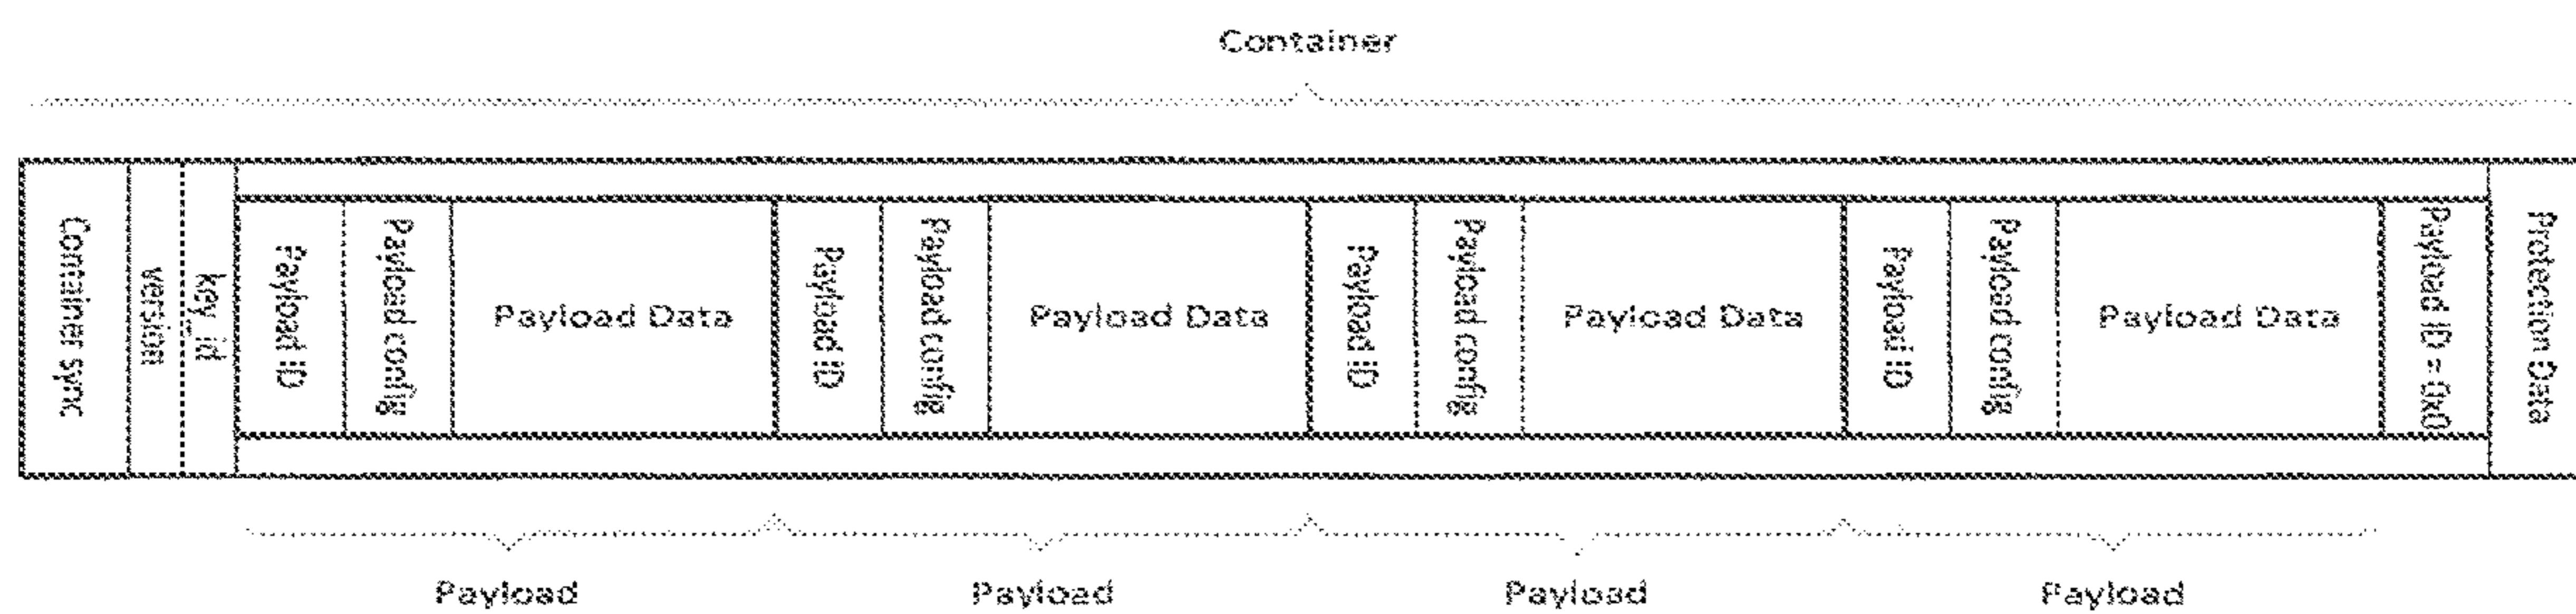 Container
Container sync
version
key_id
Payload ID
Payload config
Payload Data
Payload ID
Payload config
Payload Data
Payload ID
Payload config
Payload Data
Payload ID
Payload config
Payload Data
Payload ID = 0x0
Protection Data
Payload
Payload
Payload
Payload